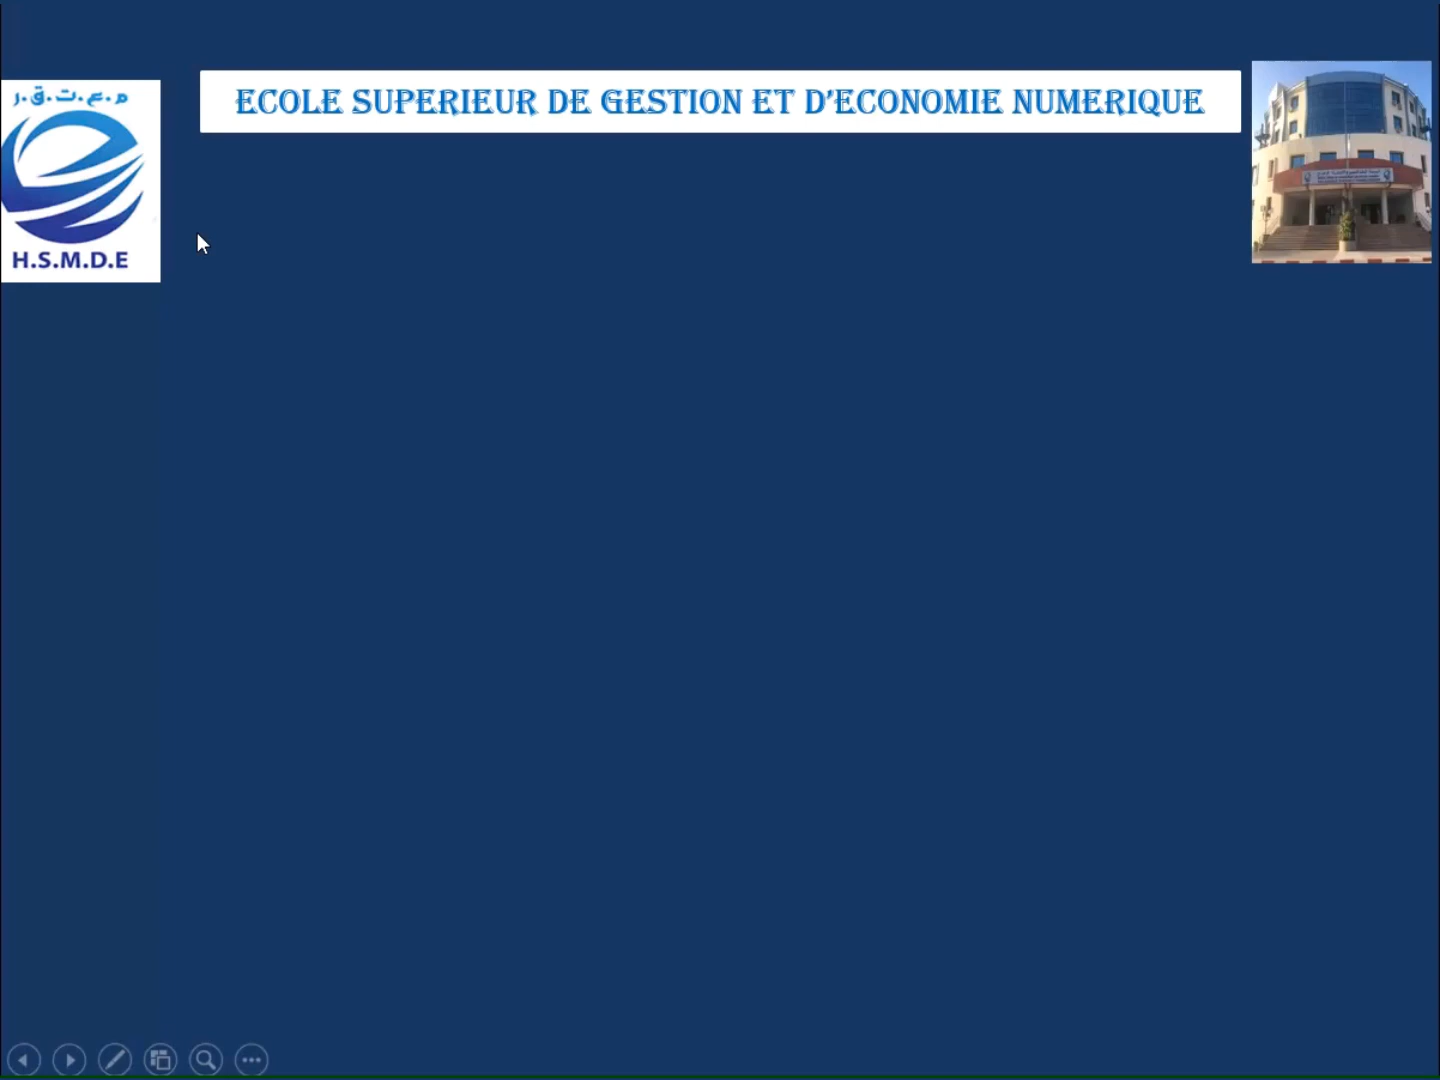 م.ع.ت.ق.ر
ECOLE SUPERIEUR DE GESTION ET D’ECONOMIE NUMERIQUE
H.S.M.D.E